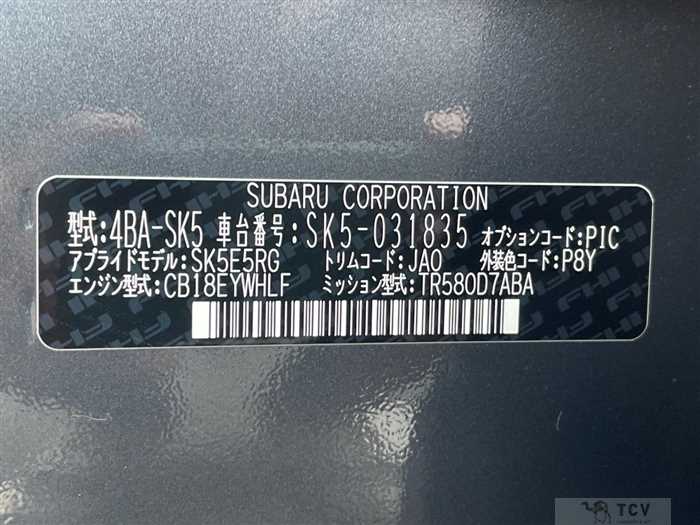 SUBARU CORPORATION
型式:4BA-SK5 車台番号:SK5-031835 オプションコード:PIC
アプライドモデル:SK5E5RG トリムコード:JAO 外装色コード:P8Y
エンジン型式:CB18EYWHLF ミッション型式:TR580D7ABA
TCV